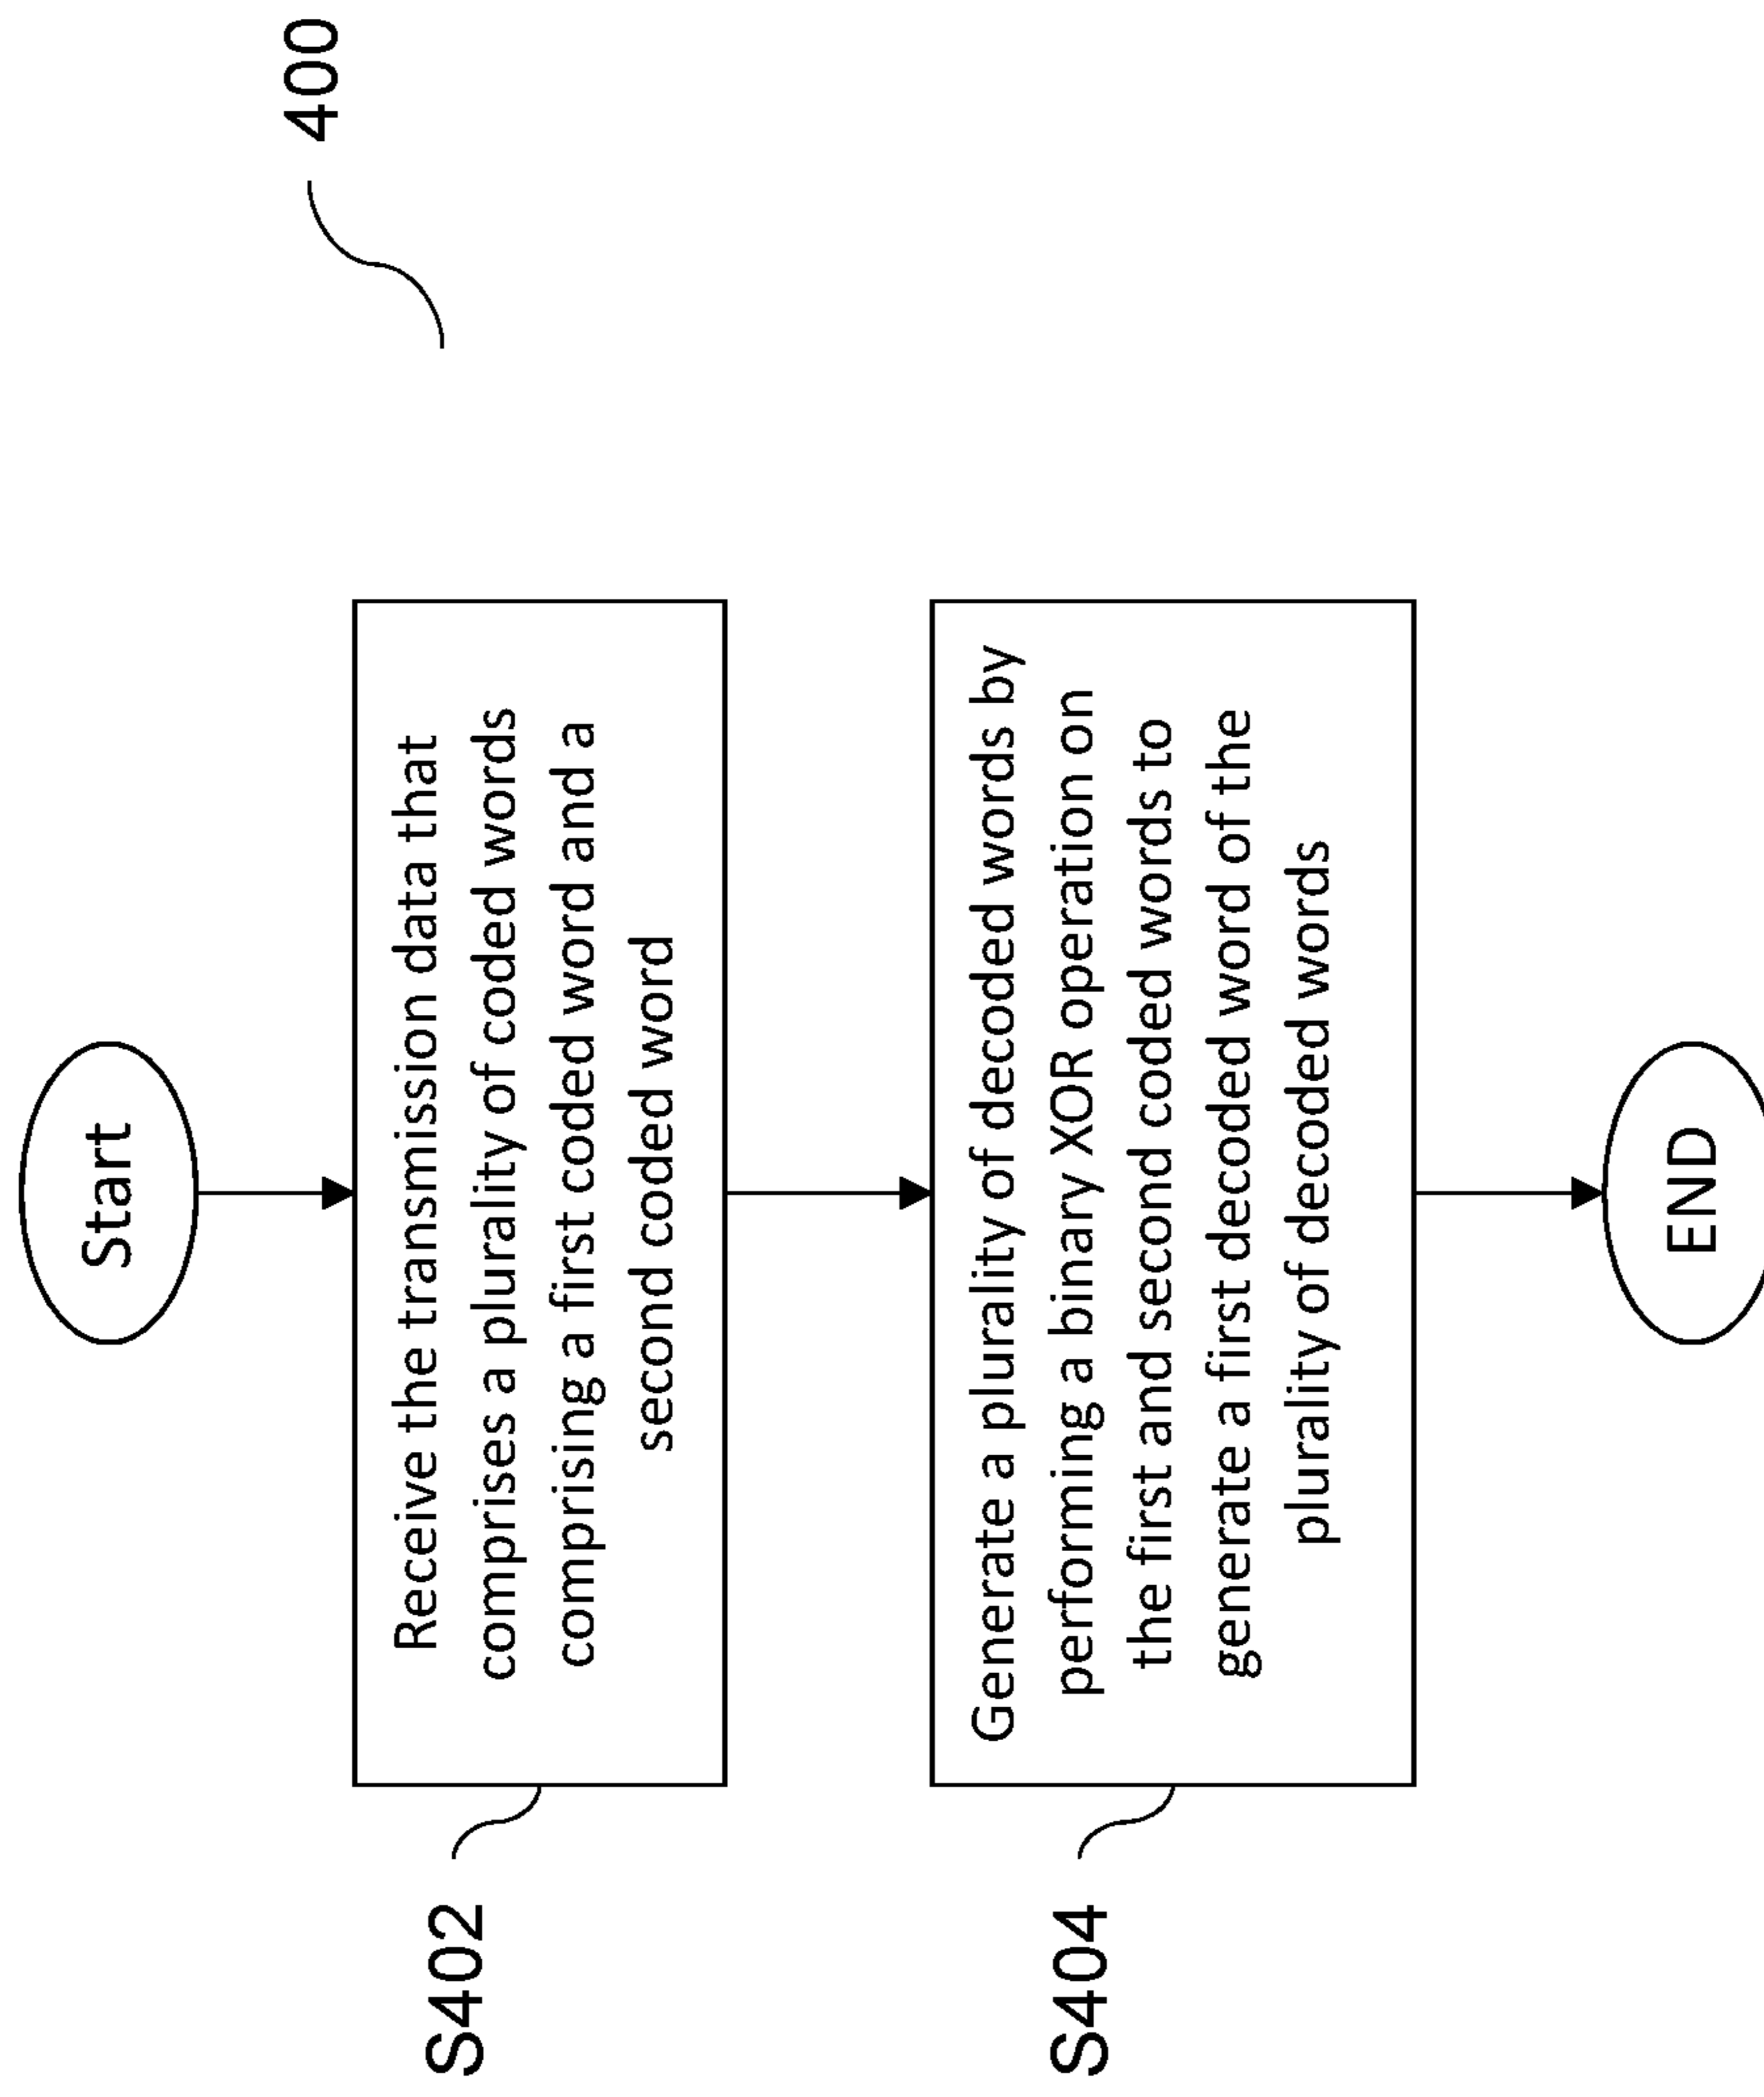 400
Start
S402
Receive the transmission data that
comprises a plurality of coded words
comprising a first coded word and a
second coded word
S404
Generate a plurality of decoded words by
performing a binary XOR operation on
the first and second coded words to
generate a first decoded word of the
plurality of decoded words
END